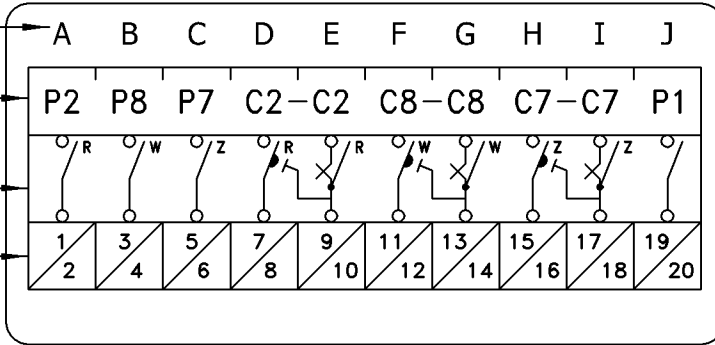 A B C D E F G H I J
P2 P8 P7 C2-C2 C8-C8 C7-C7 P1
R W Z R R W W Z Z
1 3 5 7 9 11 13 15 17 19
2 4 6 8 10 12 14 16 18 20